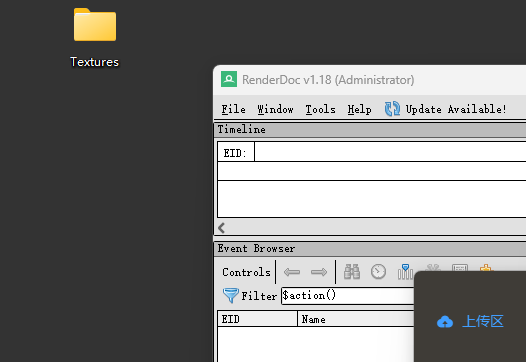 Textures
RenderDoc v1.18 (Administrator)
File Window Tools Help Update Available!
Timeline
EID:
Event Browser
Controls
Filter $action()
EID Name
上传区